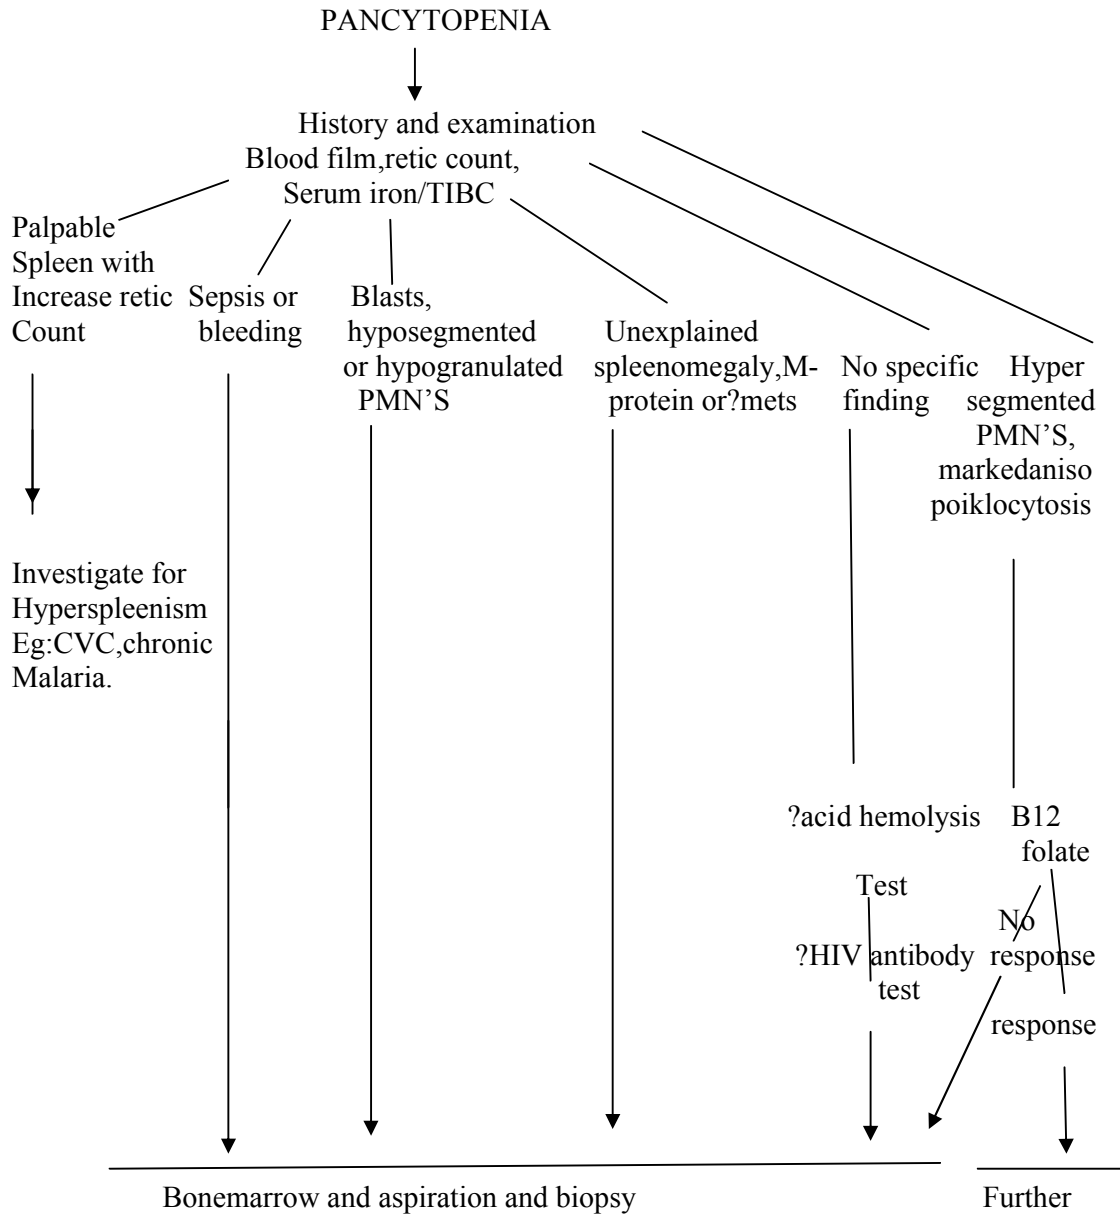 PANCYTOPENIA
History and examination
Blood film,retic count,
Serum iron/TIBC
Palpable
Spleen with
Increase retic
Count
Sepsis or
bleeding
Blasts,
hyposegmented
or hypogranulated
PMN'S
Unexplained
spleenomegaly,M-
protein or?mets
No specific
finding
Hyper
segmented
PMN'S,
markedaniso
poiklocytosis
Investigate for
Hyperspleenism
Eg:CVC,chronic
Malaria.
?acid hemolysis
Test
?HIV antibody
test
B12
folate
No
response
response
Bonemarrow and aspiration and biopsy
Further